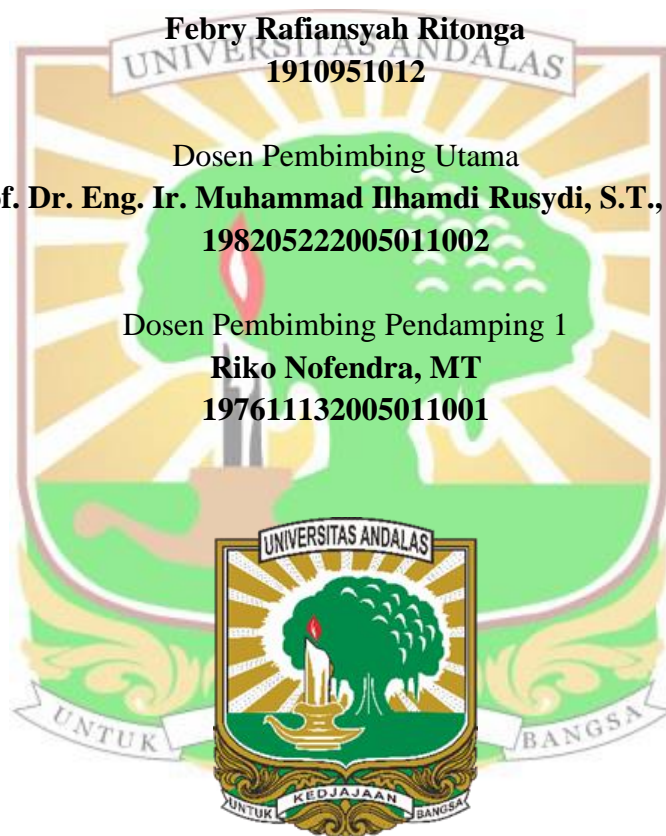 Febry Rafiansyah Ritonga
UNIVERSITAS ANDALAS
1910951012
Dosen Pembimbing Utama
of. Dr. Eng. Ir. Muhammad Ilhamdi Rusydi, S.T.,
198205222005011002
Dosen Pembimbing Pendamping 1
Riko Nofendra, MT
197611132005011001
UNIVERSITAS ANDALAS
UNTUK BANGSA
UNTUK KEDJAJAAN BANGSA